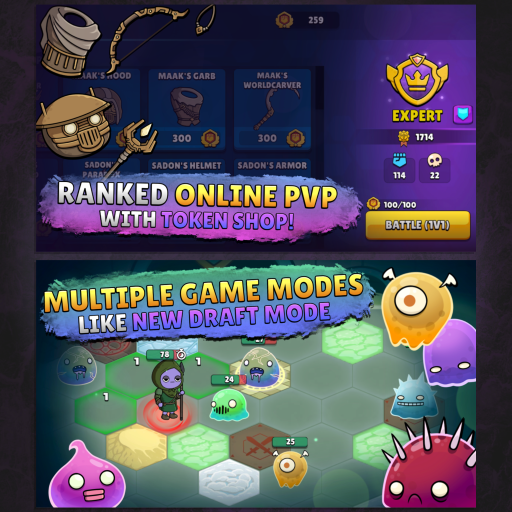 259
MAAK'S HOOD
MAAK'S GARB
MAAK'S
WORLDCARVER
300
300
EXPERT
1714
114
22
SADON'S
SADON'S HELMET
SADON'S ARMOR
100/100
BATTLE (1V1)
RANKED ONLINE PVP
WITH TOKEN SHOP!
MULTIPLE GAME MODES
LIKE NEW DRAFT MODE
78
1
1
1
24
25